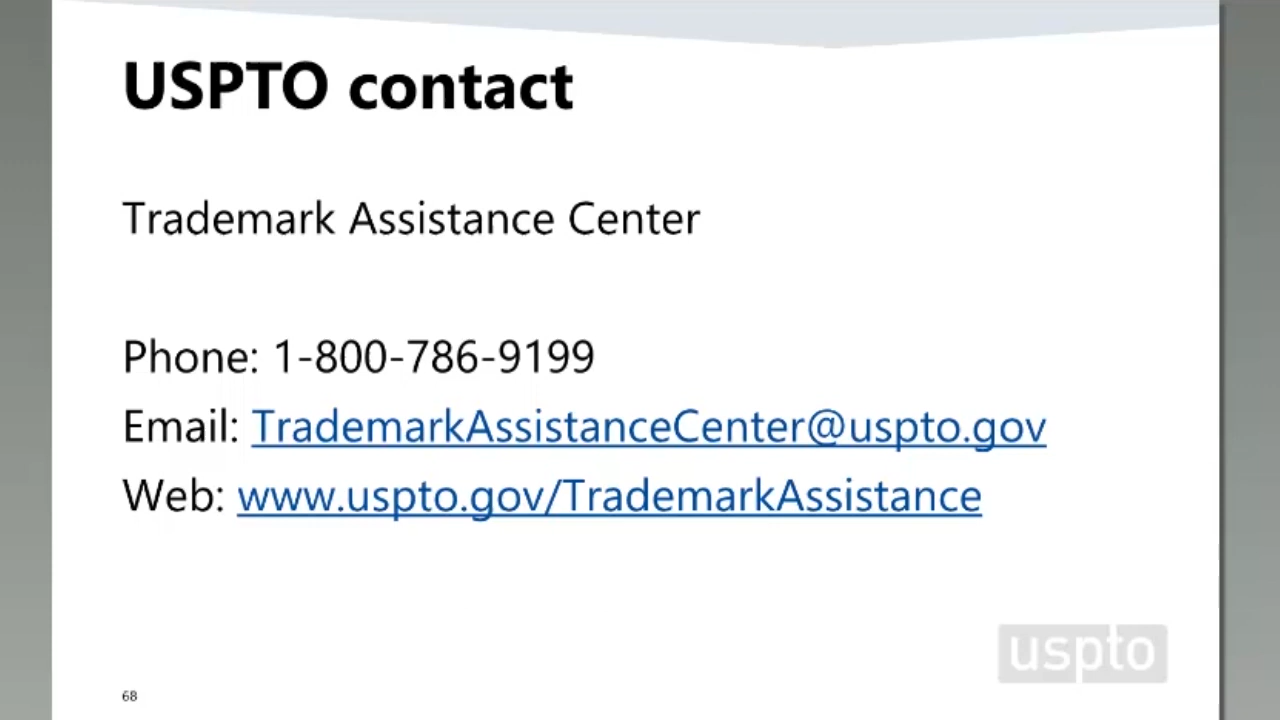 USPTO contact
Trademark Assistance Center
Phone: 1-800-786-9199
Email: TrademarkAssistanceCenter@uspto.gov
Web: www.uspto.gov/TrademarkAssistance
uspto
68